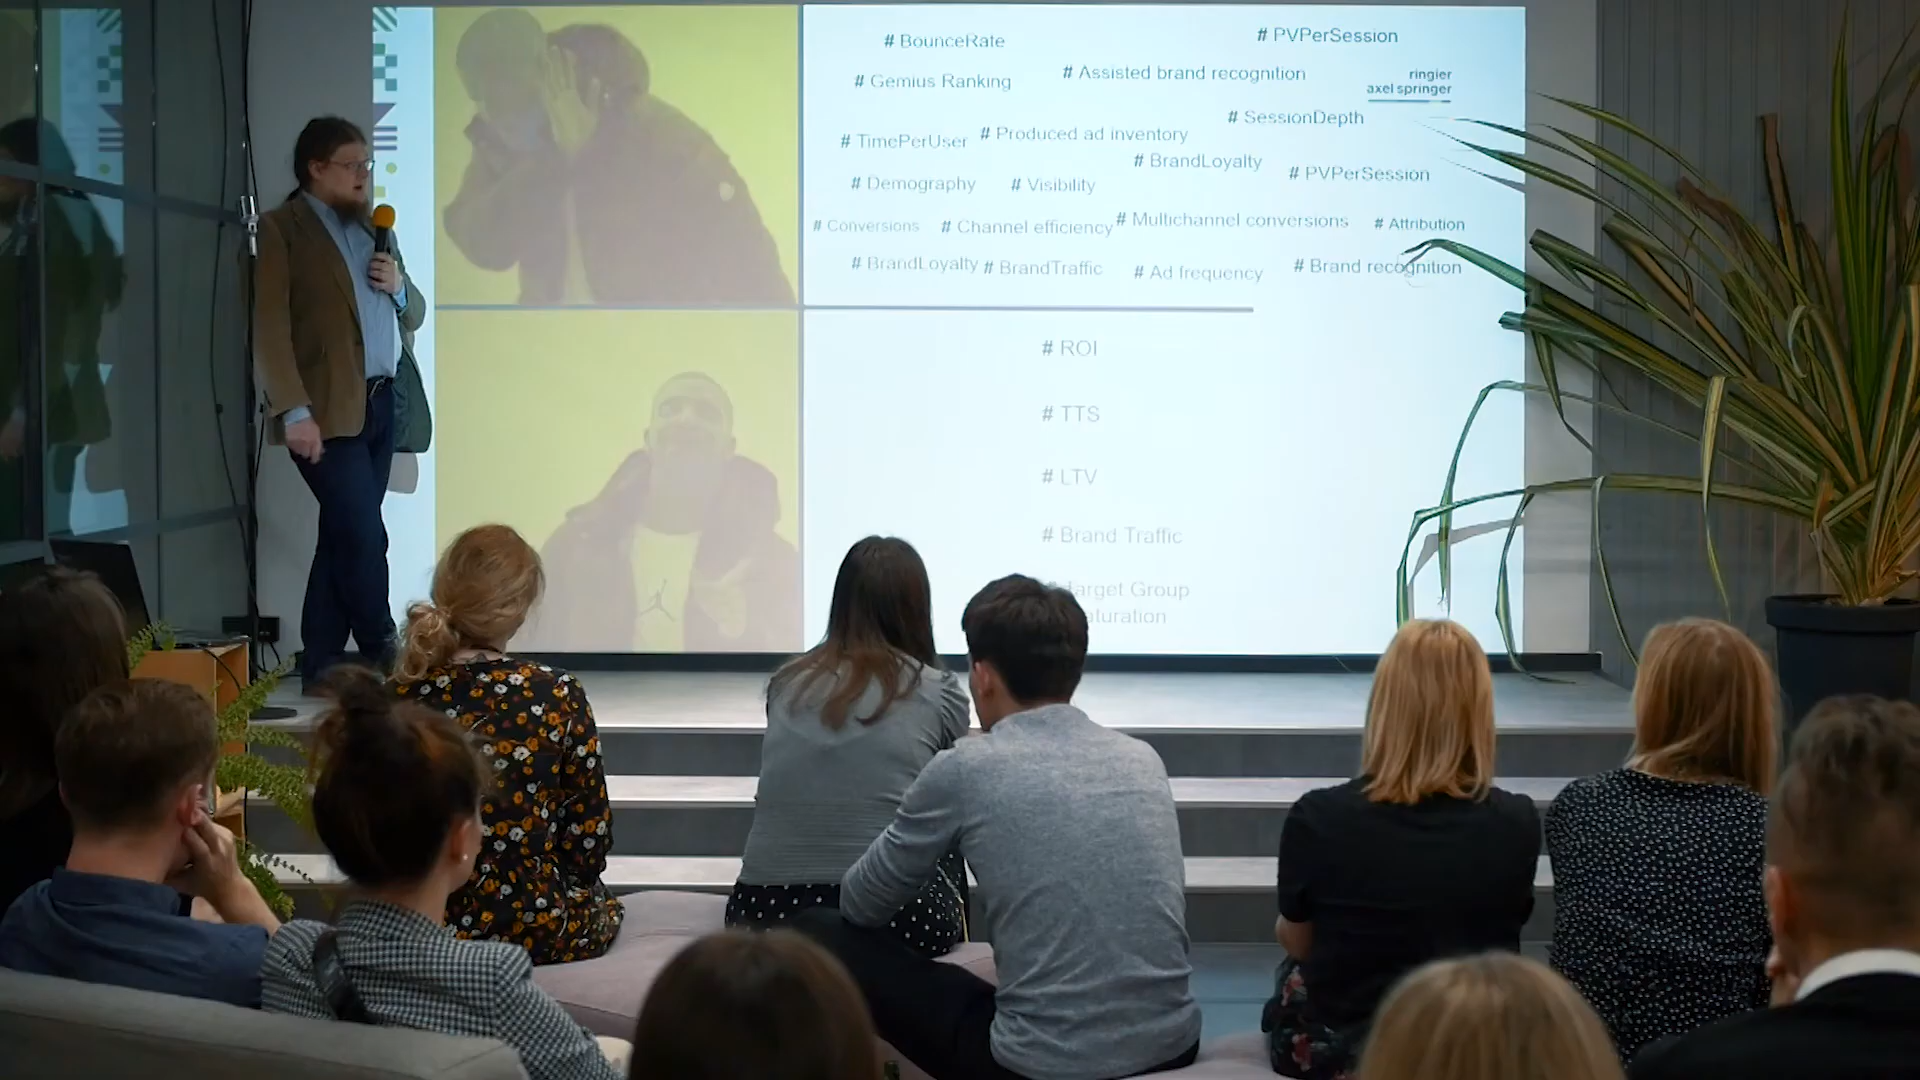 # BounceRate
# PVPerSession
# Gemius Ranking
# Assisted brand recognition
ringier
axel springer
# TimePerUser
# Produced ad inventory
# SessionDepth
# BrandLoyalty
# Demography
# Visibility
# PVPerSession
# Conversions
# Channel efficiency
# Multichannel conversions
# Attribution
# BrandLoyalty
# BrandTraffic
# Ad frequency
# Brand recognition
# ROI
# TTS
# LTV
# Brand Traffic
Group